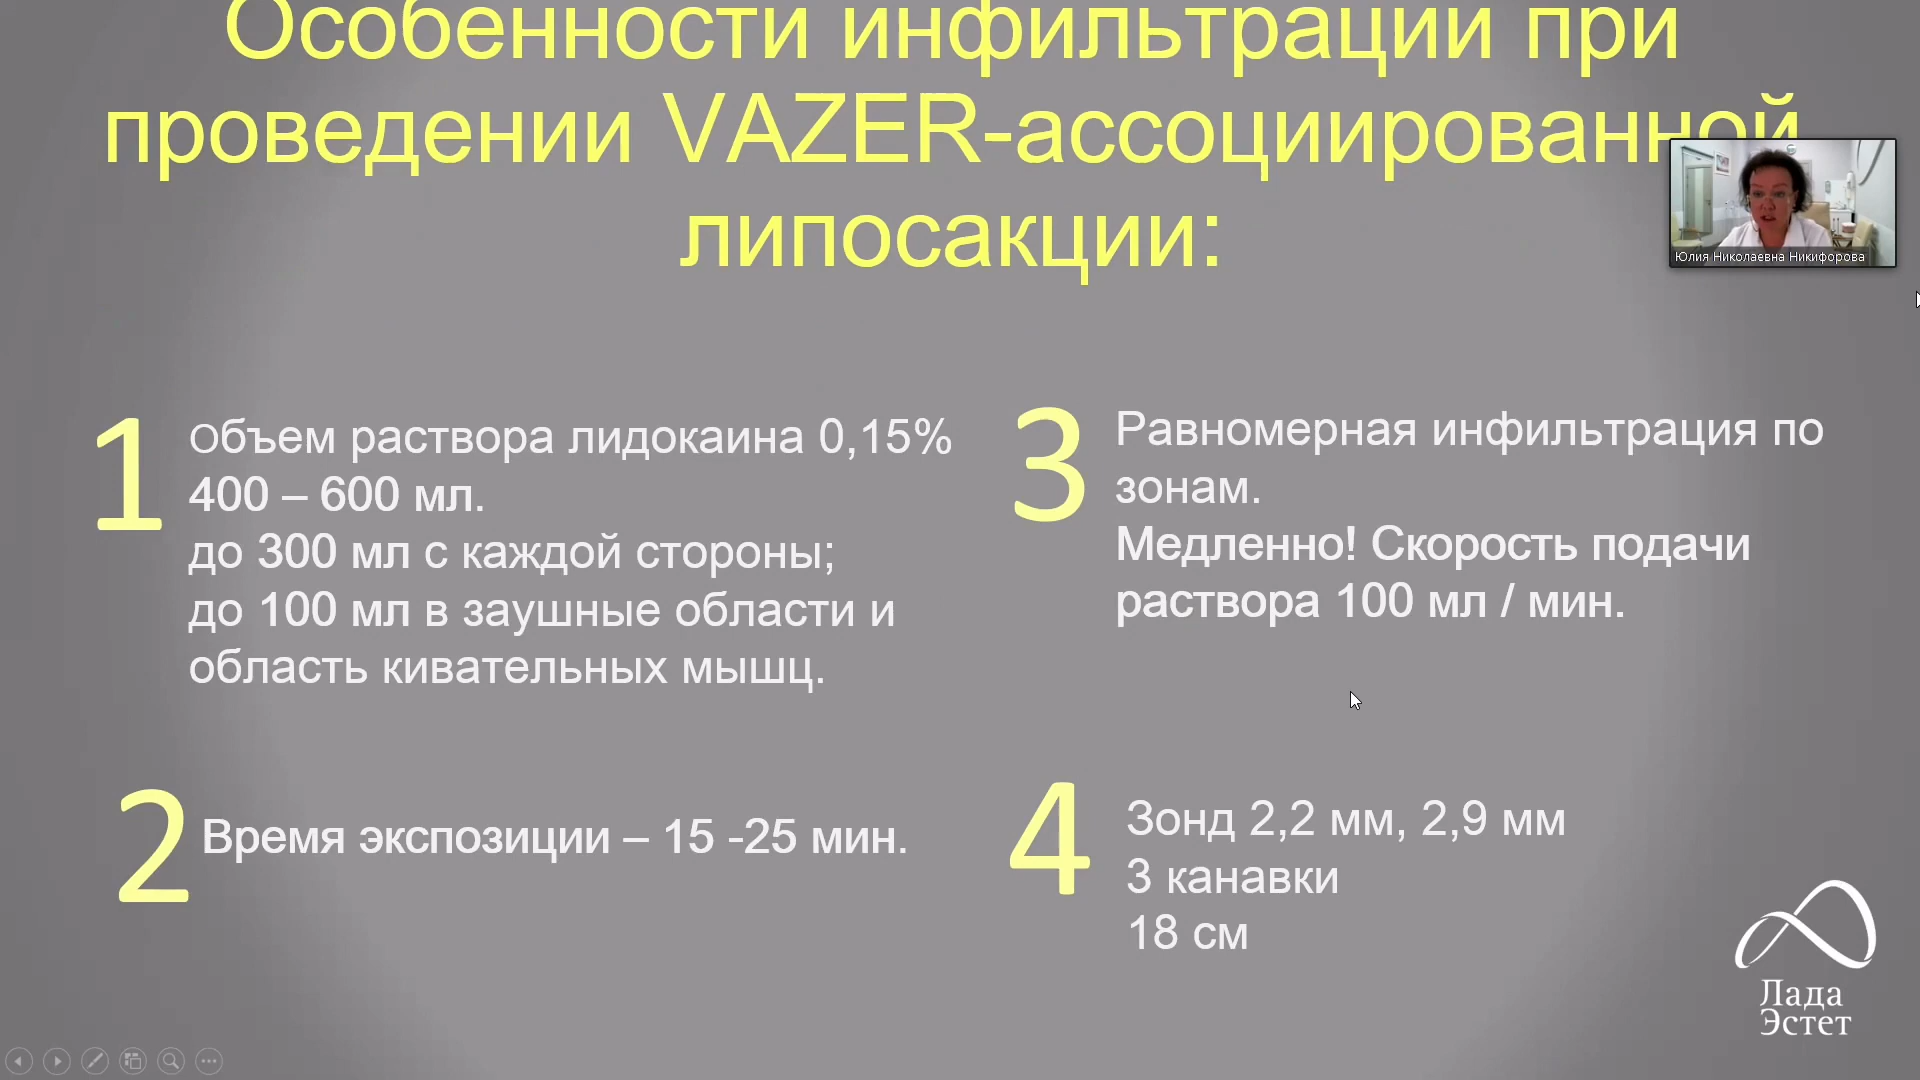 Особенности инфильтрации при
проведении VAZER-ассоциированной
липосакции:
Юлия Николаевна Никифорова
1
Объем раствора лидокаина 0,15%
400 – 600 мл.
до 300 мл с каждой стороны;
до 100 мл в заушные области и
область кивательных мышц.
2
Время экспозиции – 15 -25 мин.
3
Равномерная инфильтрация по
зонам.
Медленно! Скорость подачи
раствора 100 мл / мин.
4
Зонд 2,2 мм, 2,9 мм
3 канавки
18 см
Лада
Эстет